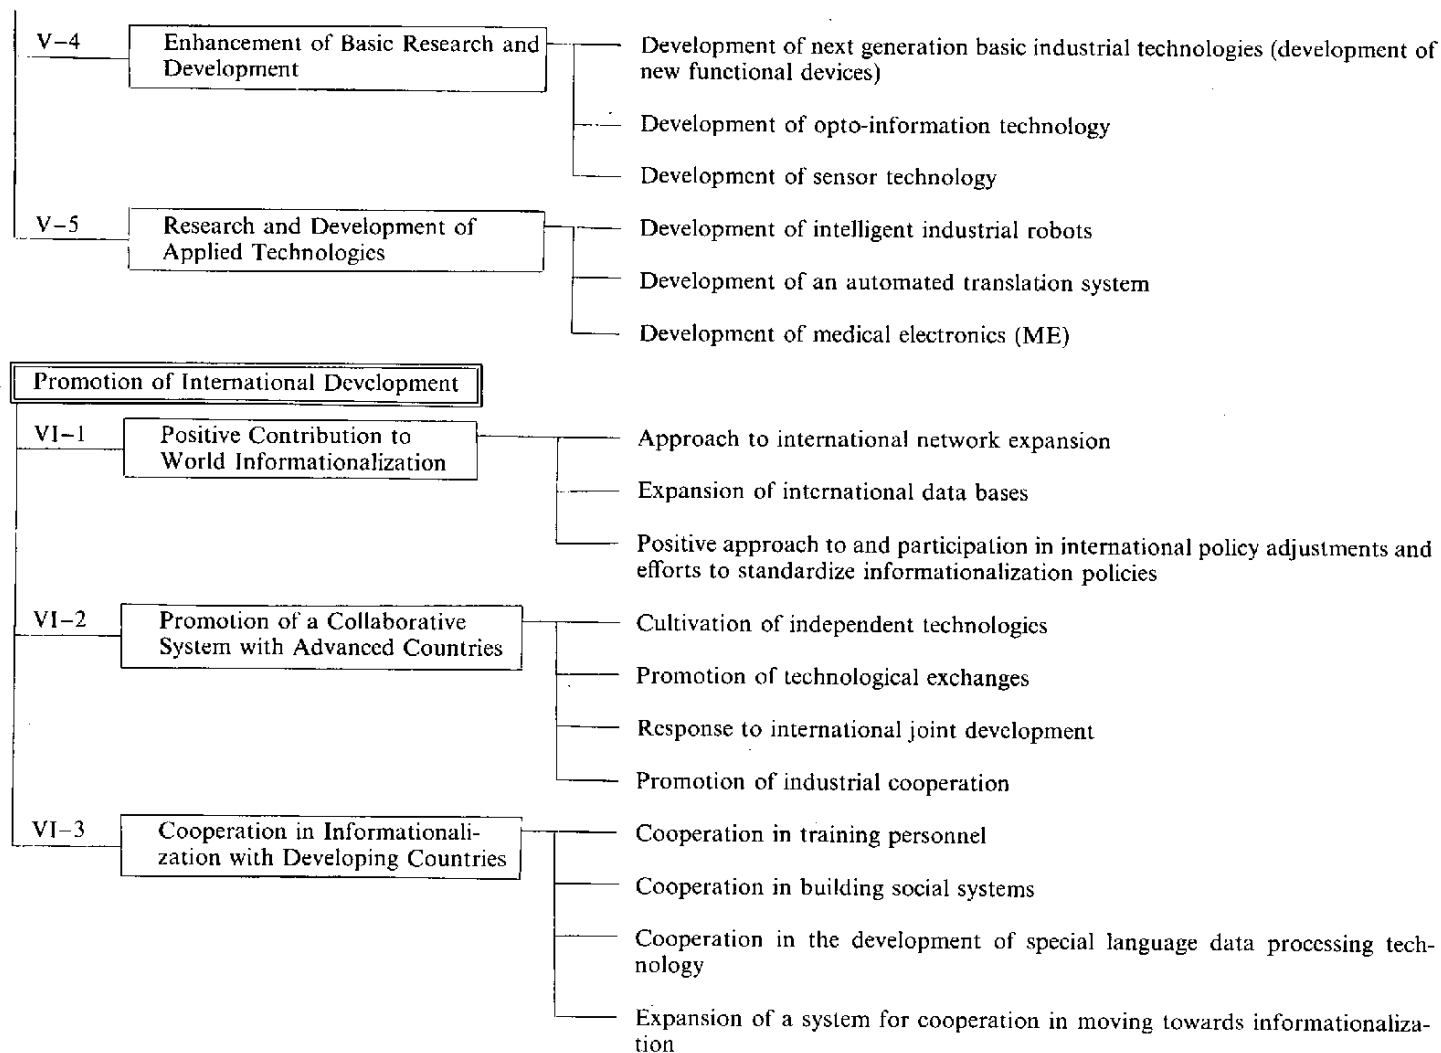 V–4
Enhancement of Basic Research and
Development
Development of next generation basic industrial technologies (development of
new functional devices)
Development of opto-information technology
Development of sensor technology
V–5
Research and Development of
Applied Technologies
Development of intelligent industrial robots
Development of an automated translation system
Development of medical electronics (ME)
Promotion of International Development
VI–1
Positive Contribution to
World Informationalization
Approach to international network expansion
Expansion of international data bases
Positive approach to and participation in international policy adjustments and
efforts to standardize informationalization policies
VI–2
Promotion of a Collaborative
System with Advanced Countries
Cultivation of independent technologies
Promotion of technological exchanges
Response to international joint development
Promotion of industrial cooperation
VI–3
Cooperation in Informationali-
zation with Developing Countries
Cooperation in training personnel
Cooperation in building social systems
Cooperation in the development of special language data processing tech-
nology
Expansion of a system for cooperation in moving towards informationaliza-
tion